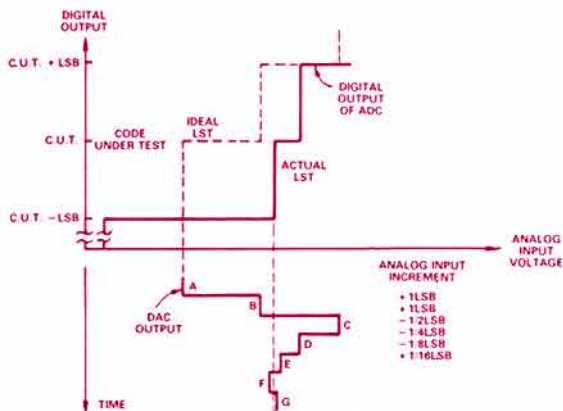 DIGITAL
OUTPUT
C.U.T. + LSB
DIGITAL
OUTPUT
OF ADC
CODE
UNDER TEST
IDEAL
LST
C.U.T.
ACTUAL
LST
C.U.T. –LSB
ANALOG
INPUT
VOLTAGE
ANALOG INPUT
INCREMENT
A
DAC
OUTPUT
B
C
D
E
F
G
+ 1LSB
+ 1LSB
– 1/2LSB
– 1/4LSB
– 1/8LSB
+ 1/16LSB
TIME